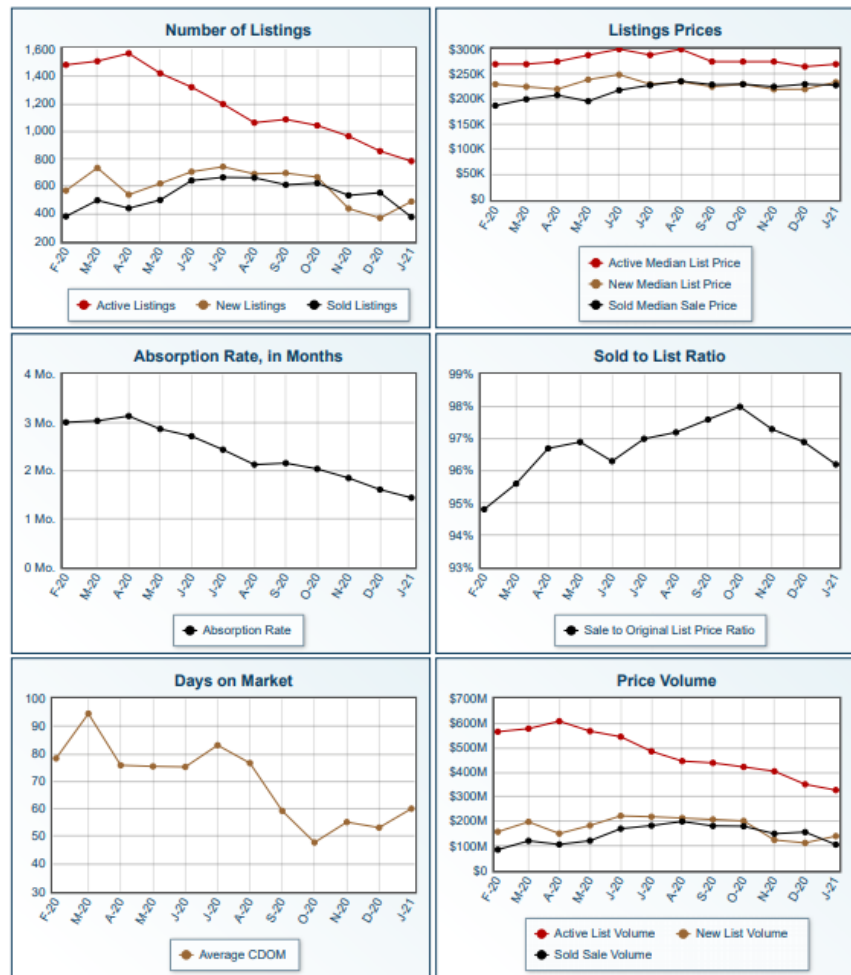 Number of Listings
1,600
1,400
1,200
1,000
800
600
400
200
F-20 M-20 A-20 M-20 J-20 J-20 A-20 S-20 O-20 N-20 D-20 J-21
Active Listings New Listings Sold Listings
Listings Prices
$300K
$250K
$200K
$150K
$100K
$50K
$0
F-20 M-20 A-20 M-20 J-20 J-20 A-20 S-20 O-20 N-20 D-20 J-21
Active Median List Price
New Median List Price
Sold Median Sale Price
Absorption Rate, in Months
4 Mo.
3 Mo.
2 Mo.
1 Mo.
0 Mo.
F-20 M-20 A-20 M-20 J-20 J-20 A-20 S-20 O-20 N-20 D-20 J-21
Absorption Rate
Sold to List Ratio
99%
98%
97%
96%
95%
94%
93%
F-20 M-20 A-20 M-20 J-20 J-20 A-20 S-20 O-20 N-20 D-20 J-21
Sale to Original List Price Ratio
Days on Market
100
90
80
70
60
50
40
30
F-20 M-20 A-20 M-20 J-20 J-20 A-20 S-20 O-20 N-20 D-20 J-21
Average CDOM
Price Volume
$700M
$600M
$500M
$400M
$300M
$200M
$100M
$0
F-20 M-20 A-20 M-20 J-20 J-20 A-20 S-20 O-20 N-20 D-20 J-21
Active List Volume New List Volume
Sold Sale Volume